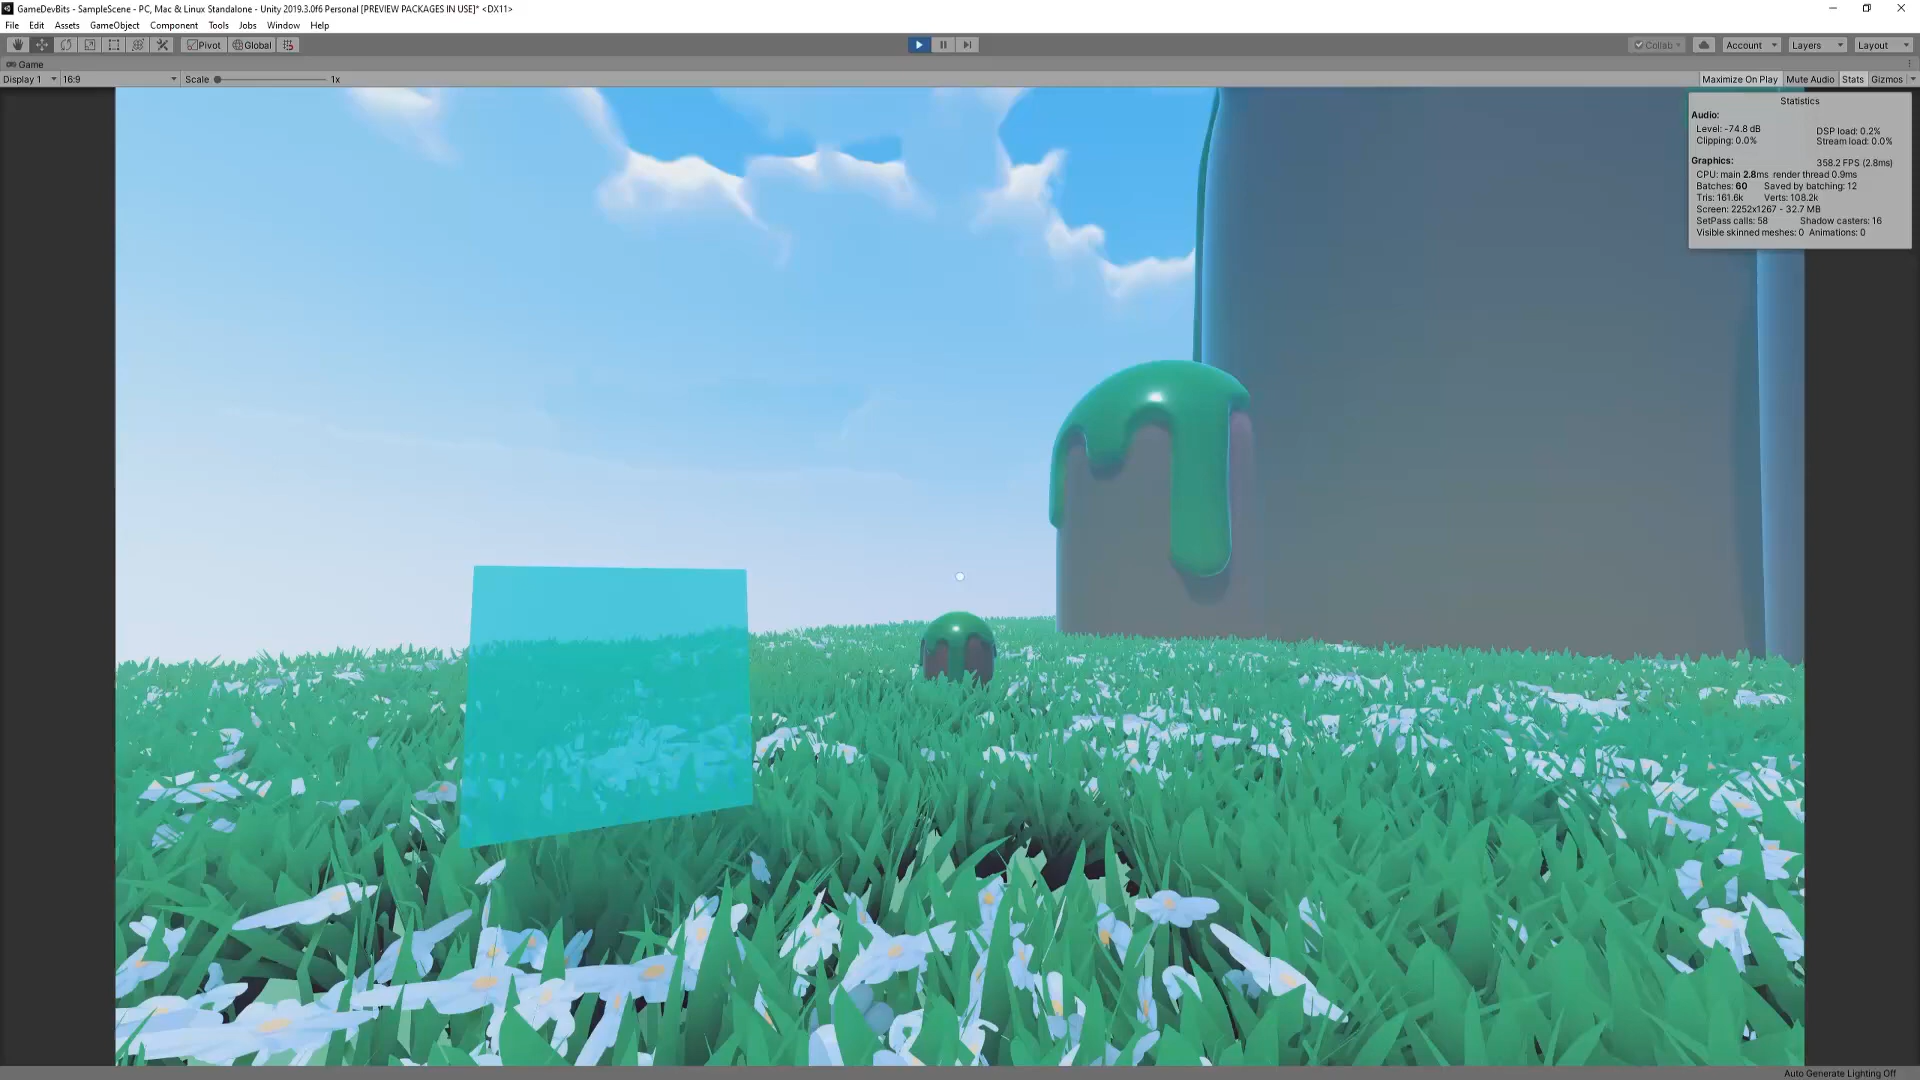 GameDevBits - SampleScene - PC, Mac & Linux Standalone - Unity 2019.3.0f6 Personal [PREVIEW PACKAGES IN USE]* <DX11>
File Edit Assets GameObject Component Tools Jobs Window Help
Pivot Global Collab Account Layers Layout
Game
Display 1 16:9 Scale 1x Maximize On Play Mute Audio Stats Gizmos
Statistics
Audio:
Level: -74.8 dB DSP load: 0.2%
Clipping: 0.0% Stream load: 0.0%
Graphics: 358.2 FPS (2.8ms)
CPU: main 2.8ms render thread 0.9ms
Batches: 60 Saved by batching: 12
Tris: 161.6k Verts: 108.2k
Screen: 2252x1267 - 32.7 MB
SetPass calls: 58 Shadow casters: 16
Visible skinned meshes: 0 Animations: 0
Auto Generate Lighting Off